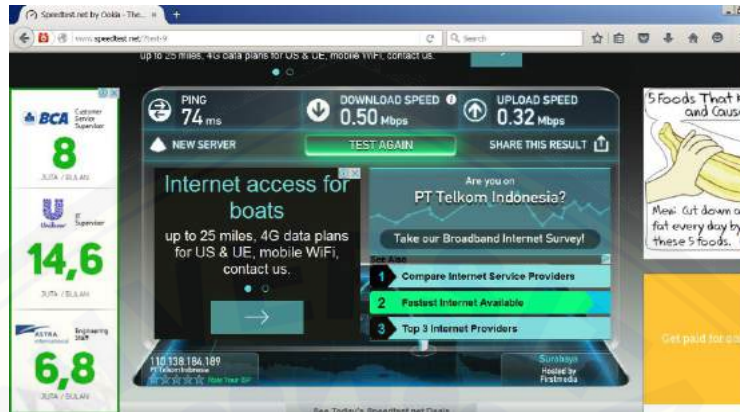 Speedtest.net by Ookla - The...
www.speedtest.net
Search
up to 25 miles, 4G data plans for US & UE, mobile WiFi, contact us.
BCA
Customer
Service
Supervisor
8
JUTA / BULAN
Unilever
IT
Supervisor
14,6
JUTA / BULAN
ASTRA
international
Engineering
Staff
6,8
JUTA / BULAN
PING
74 ms
DOWNLOAD SPEED
0.50 Mbps
UPLOAD SPEED
0.32 Mbps
NEW SERVER
TEST AGAIN
SHARE THIS RESULT
Internet access for
boats
up to 25 miles, 4G data plans
for US & UE, mobile WiFi,
contact us.
Are you on
PT Telkom Indonesia?
Take our Broadband Internet Survey!
See Also
1 Compare Internet Service Providers
2 Fastest Internet Available
3 Top 3 Internet Providers
110.138.184.189
PT Telkom Indonesia
Rate Your ISP
Surabaya
Hosted by
Firstmedia
See Today's Speedtest.net Deals
5 Foods That
and Cause
Men: Cut down a
fat every day by
these 5 foods.
Get paid for